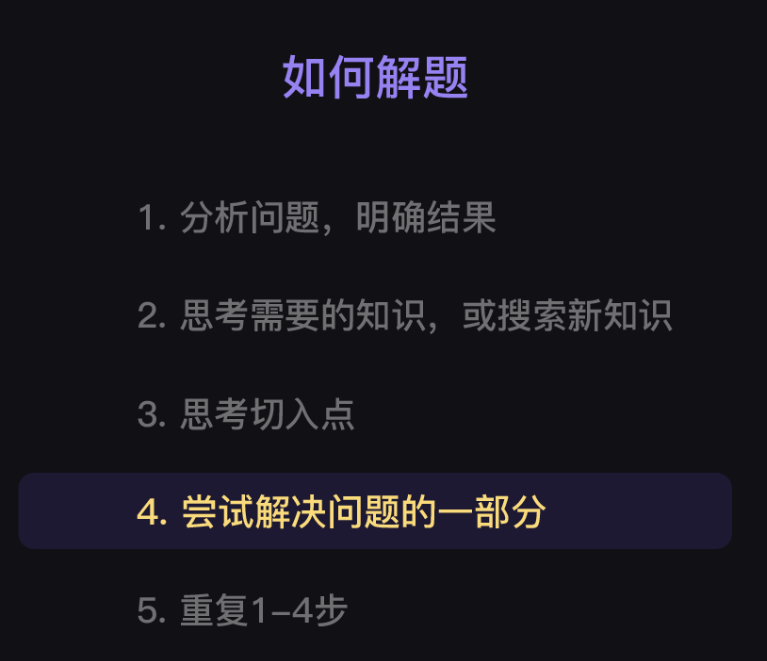 如何解题
1. 分析问题，明确结果
2. 思考需要的知识，或搜索新知识
3. 思考切入点
4. 尝试解决问题的一部分
5. 重复1–4步